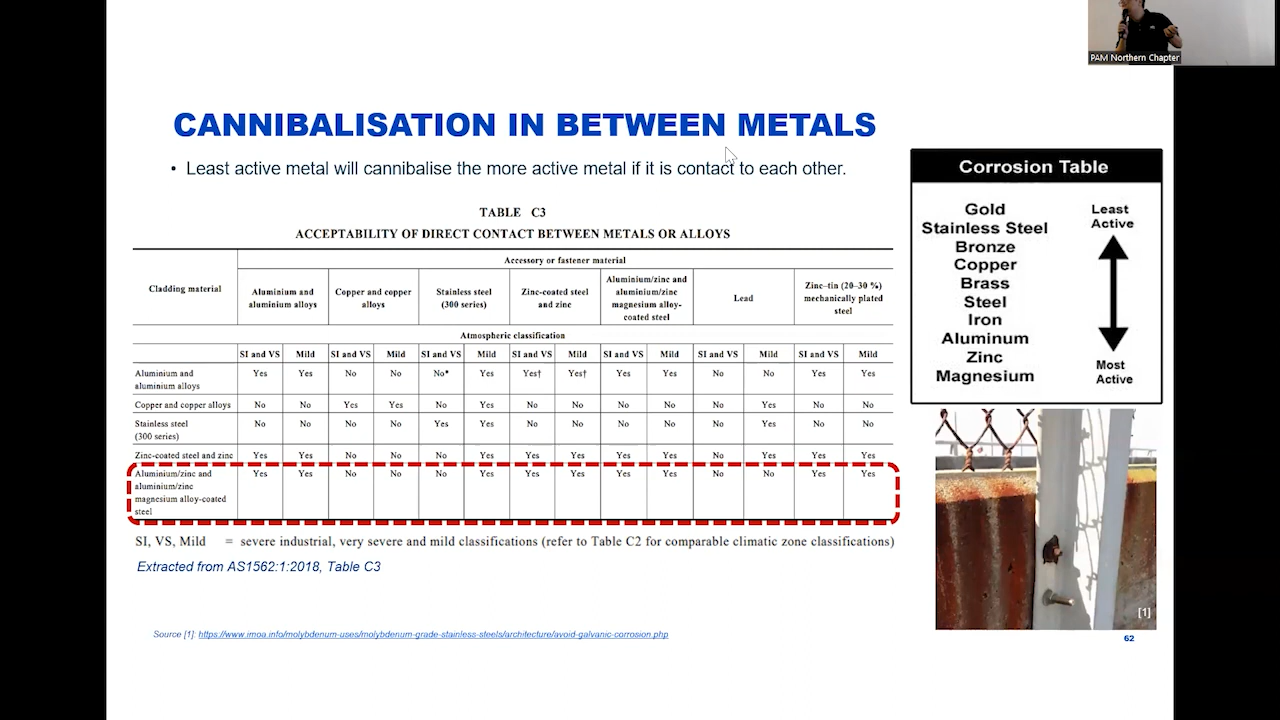 PAM Northern Chapter
CANNIBALISATION IN BETWEEN METALS
• Least active metal will cannibalise the more active metal if it is contact to each other.
TABLE C3
ACCEPTABILITY OF DIRECT CONTACT BETWEEN METALS OR ALLOYS
Cladding material
Accessory or fastener material
Aluminium and
aluminium alloys
Copper and copper
alloys
Stainless steel
(300 series)
Zinc-coated steel
and zinc
Aluminium/zinc and
aluminium/zinc
magnesium alloy-
coated steel
Lead
Zinc–tin (20–30 %)
mechanically plated
steel
Atmospheric classification
SI and VS Mild SI and VS Mild SI and VS Mild SI and VS Mild SI and VS Mild SI and VS Mild SI and VS Mild
Aluminium and
aluminium alloys
Yes Yes No No No* Yes Yes† Yes† Yes Yes No No Yes Yes
Copper and copper alloys No No Yes Yes No Yes No No No No No Yes No No
Stainless steel
(300 series)
No No No No Yes Yes No No No No No Yes No No
Zinc-coated steel and zinc Yes Yes No No No Yes Yes Yes Yes Yes No Yes Yes Yes
Aluminium/zinc and
aluminium/zinc
magnesium alloy-coated
steel
Yes Yes No No No Yes Yes Yes Yes Yes No No Yes Yes
SI, VS, Mild = severe industrial, very severe and mild classifications (refer to Table C2 for comparable climatic zone classifications)
Extracted from AS1562:1:2018, Table C3
Source [1]: https://www.imoa.info/molybdenum-uses/molybdenum-grade-stainless-steels/architecture/avoid-galvanic-corrosion.php
Corrosion Table
Gold
Stainless Steel
Bronze
Copper
Brass
Steel
Iron
Aluminum
Zinc
Magnesium
Least
Active
Most
Active
[1]
62